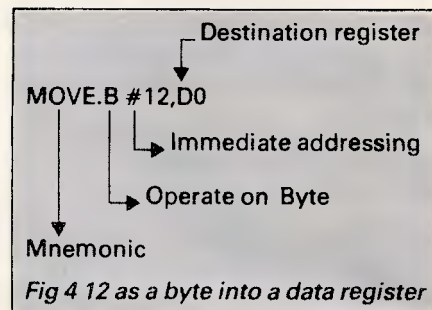 Destination register
MOVE.B #12,D0
Immediate addressing
Operate on Byte
Mnemonic
Fig 4 12 as a byte into a data register